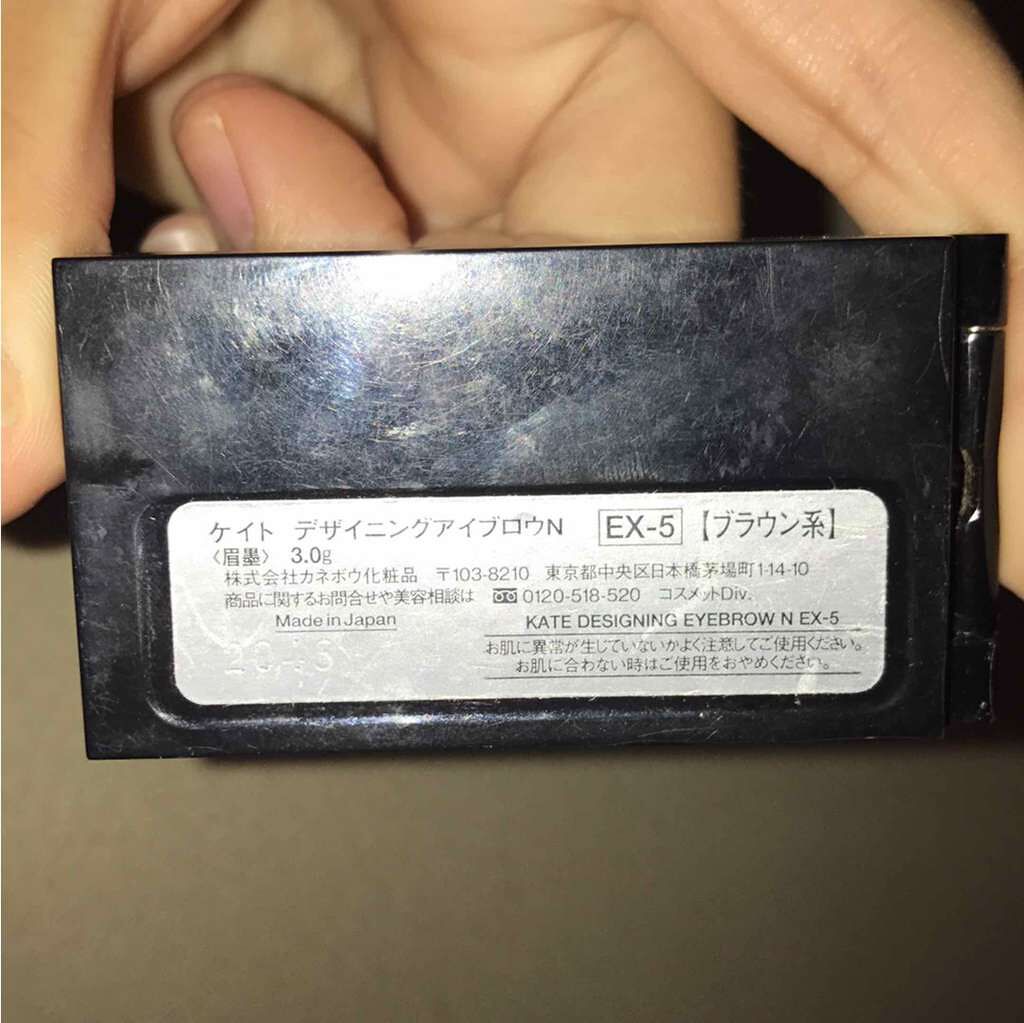 ケイト デザイニングアイブロウN EX-5 【ブラウン系】
〈眉墨〉 3.0g
株式会社カネボウ化粧品 〒103-8210 東京都中央区日本橋茅場町1-14-10
商品に関するお問合せや美容相談は 0120-518-520 コスメットDiv.
Made in Japan
KATE DESIGNING EYEBROW N EX-5
お肌に異常が生じていないかよく注意してご使用ください。
お肌に合わない時はご使用をおやめください。